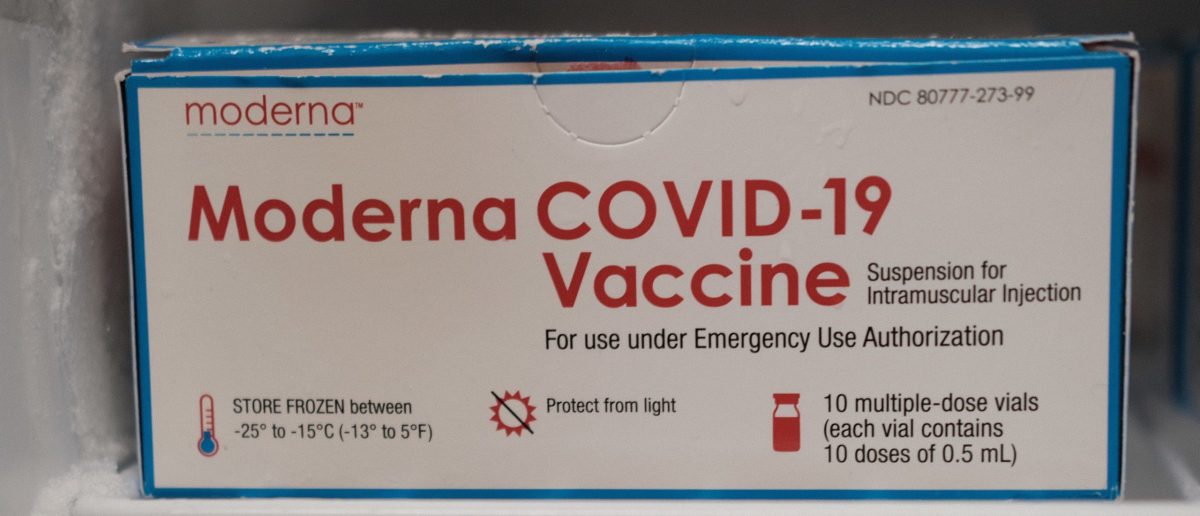 moderna™
NDC 80777-273-99
Moderna COVID-19
Vaccine
Suspension for
Intramuscular Injection
For use under Emergency Use Authorization
STORE FROZEN between
-25° to -15°C (-13° to 5°F)
Protect from light
10 multiple-dose vials
(each vial contains
10 doses of 0.5 mL)